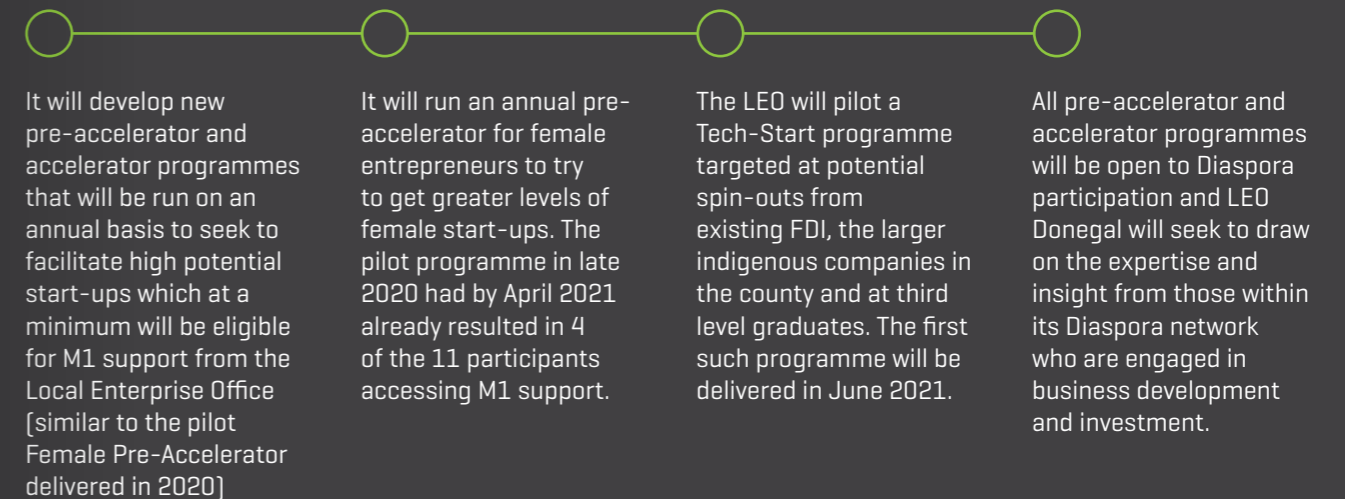 It will develop new
pre-accelerator and
accelerator programmes
that will be run on an
annual basis to seek to
facilitate high potential
start-ups which at a
minimum will be eligible
for M1 support from the
Local Enterprise Office
(similar to the pilot
Female Pre-Accelerator
delivered in 2020)
It will run an annual pre-
accelerator for female
entrepreneurs to try
to get greater levels of
female start-ups. The
pilot programme in late
2020 had by April 2021
already resulted in 4
of the 11 participants
accessing M1 support.
The LEO will pilot a
Tech-Start programme
targeted at potential
spin-outs from
existing FDI, the larger
indigenous companies in
the county and at third
level graduates. The first
such programme will be
delivered in June 2021.
All pre-accelerator and
accelerator programmes
will be open to Diaspora
participation and LEO
Donegal will seek to draw
on the expertise and
insight from those within
its Diaspora network
who are engaged in
business development
and investment.